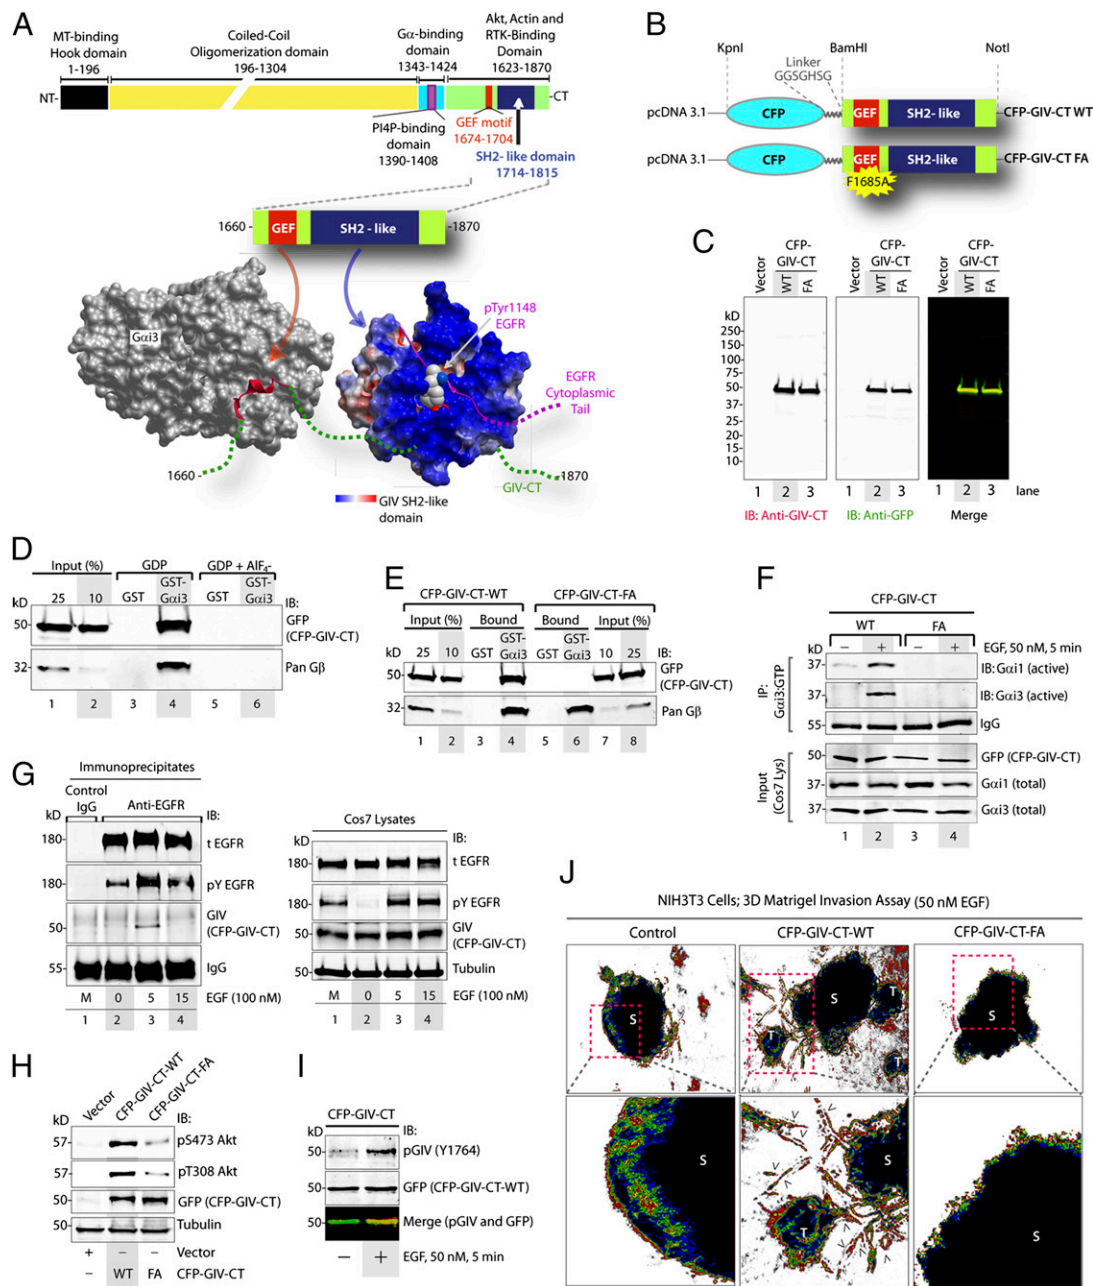 A
MT-binding
Hook domain
1-196
Coiled-Coil
Oligomerization domain
196-1304
Gα-binding
domain
1343-1424
Akt, Actin and
RTK-Binding
Domain
1623-1870
NT-
-CT
PI4P-binding
domain
1390-1408
GEF motif
1674-1704
SH2- like domain
1714-1815
1660 -
GEF
SH2 - like
-1870
Gαi3
pTyr1148
EGFR
EGFR
Cytoplasmic
Tail
1660
-1870
GIV-CT
GIV SH2-like
domain
B
KpnI
BamHI
NotI
Linker
GGSGHSG
pcDNA 3.1
CFP
GEF
SH2- like
CFP-GIV-CT WT
pcDNA 3.1
CFP
GEF
SH2-like
CFP-GIV-CT FA
F1685A
C
CFP-
GIV-CT
CFP-
GIV-CT
CFP-
GIV-CT
Vector
WT
FA
Vector
WT
FA
Vector
WT
FA
kD
250
150
100
75
50
37
25
20
15
10
1 2 3
1 2 3
1 2 3
lane
IB: Anti-GIV-CT
IB: Anti-GFP
Merge
D
Input (%)
GDP
GDP + AlF4-
kD
25
10
GST
GST-
Gαi3
GST
GST-
Gαi3
IB:
50
GFP
(CFP-GIV-CT)
32
Pan Gβ
1 2 3 4 5 6
E
CFP-GIV-CT-WT
CFP-GIV-CT-FA
Input (%)
Bound
Bound
Input (%)
kD
25
10
GST
GST-
Gαi3
GST
GST-
Gαi3
10
25
IB:
50
GFP
(CFP-GIV-CT)
32
Pan Gβ
1 2 3 4 5 6 7 8
F
CFP-GIV-CT
WT
FA
kD
− + − +
EGF, 50 nM, 5 min
IP:
Gαi3:GTP
37
IB: Gαi1 (active)
37
IB: Gαi3 (active)
55
IgG
Input
(Cos7 Lys)
50
GFP (CFP-GIV-CT)
37
Gαi1 (total)
37
Gαi3 (total)
1 2 3 4
G
Immunoprecipitates
Control
IgG
Anti-EGFR
kD
IB:
180
t EGFR
180
pY EGFR
50
GIV
(CFP-GIV-CT)
55
IgG
M 0 5 15
EGF (100 nM)
1 2 3 4
Cos7 Lysates
kD
IB:
180
t EGFR
180
pY EGFR
50
GIV
(CFP-GIV-CT)
50
Tubulin
M 0 5 15
EGF (100 nM)
1 2 3 4
H
Vector
CFP-GIV-CT-WT
CFP-GIV-CT-FA
kD
IB:
57
pS473 Akt
57
pT308 Akt
50
GFP (CFP-GIV-CT)
50
Tubulin
+ − −
Vector
− WT FA
CFP-GIV-CT
I
CFP-GIV-CT
kD
IB:
50
pGIV (Y1764)
50
GFP (CFP-GIV-CT-WT)
50
Merge (pGIV and GFP)
− +
EGF, 50 nM, 5 min
J
NIH3T3 Cells; 3D Matrigel Invasion Assay (50 nM EGF)
Control
CFP-GIV-CT-WT
CFP-GIV-CT-FA
S
S
T
T
T
S
S
S
T
S